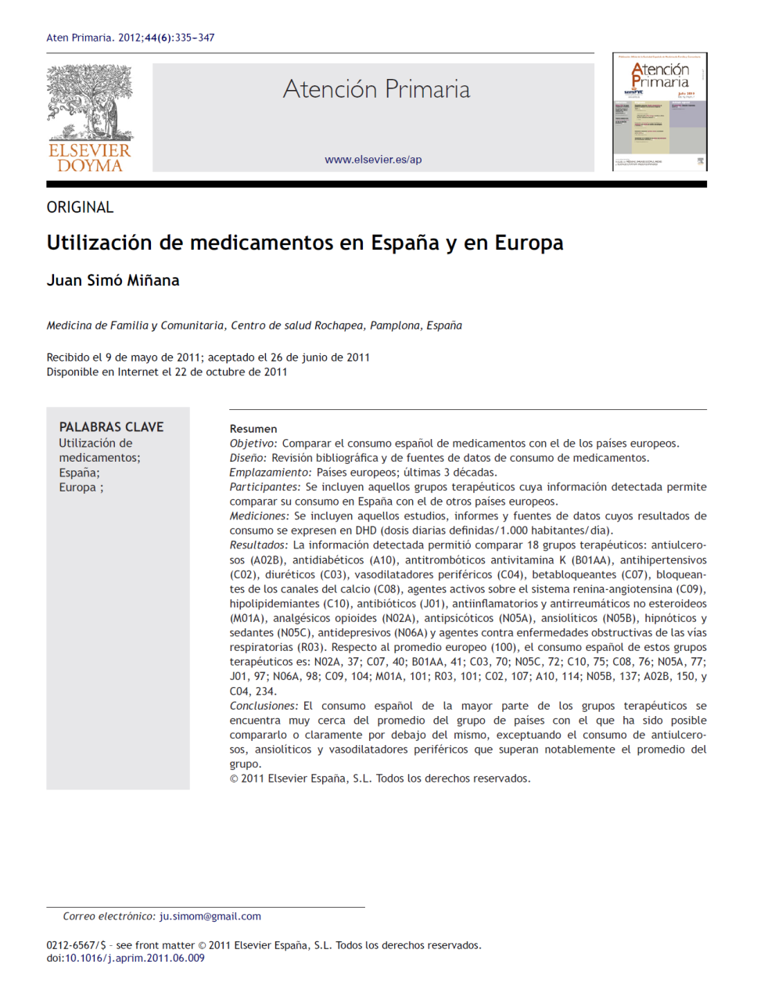 Aten Primaria. 2012;44(6):335--347
Atención Primaria
www.elsevier.es/ap
ELSEVIER
DOYMA
Atención
Primaria
ORIGINAL
Utilización de medicamentos en España y en Europa
Juan Simó Miñana
Medicina de Familia y Comunitaria, Centro de salud Rochapea, Pamplona, España
Recibido el 9 de mayo de 2011; aceptado el 26 de junio de 2011
Disponible en Internet el 22 de octubre de 2011
PALABRAS CLAVE
Utilización de
medicamentos;
España;
Europa ;
Resumen
Objetivo: Comparar el consumo español de medicamentos con el de los países europeos.
Diseño: Revisión bibliográfica y de fuentes de datos de consumo de medicamentos.
Emplazamiento: Países europeos; últimas 3 décadas.
Participantes: Se incluyen aquellos grupos terapéuticos cuya información detectada permite
comparar su consumo en España con el de otros países europeos.
Mediciones: Se incluyen aquellos estudios, informes y fuentes de datos cuyos resultados de
consumo se expresen en DHD (dosis diarias definidas/1.000 habitantes/día).
Resultados: La información detectada permitió comparar 18 grupos terapéuticos: antiulcero-
sos (A02B), antidiabéticos (A10), antitrombóticos antivitamina K (B01AA), antihipertensivos
(C02), diuréticos (C03), vasodilatadores periféricos (C04), betabloqueantes (C07), bloquean-
tes de los canales del calcio (C08), agentes activos sobre el sistema renina-angiotensina (C09),
hipolipidemiantes (C10), antibióticos (J01), antiinflamatorios y antirreumáticos no esteroideos
(M01A), analgésicos opioides (N02A), antipsicóticos (N05A), ansiolíticos (N05B), hipnóticos y
sedantes (N05C), antidepresivos (N06A) y agentes contra enfermedades obstructivas de las vías
respiratorias (R03). Respecto al promedio europeo (100), el consumo español de estos grupos
terapéuticos es: N02A, 37; C07, 40; B01AA, 41; C03, 70; N05C, 72; C10, 75; C08, 76; N05A, 77;
J01, 97; N06A, 98; C09, 104; M01A, 101; R03, 101; C02, 107; A10, 114; N05B, 137; A02B, 150, y
C04, 234.
Conclusiones: El consumo español de la mayor parte de los grupos terapéuticos se
encuentra muy cerca del promedio del grupo de países con el que ha sido posible
compararlo o claramente por debajo del mismo, exceptuando el consumo de antiulcero-
sos, ansiolíticos y vasodilatadores periféricos que superan notablemente el promedio del
grupo.
© 2011 Elsevier España, S.L. Todos los derechos reservados.
Correo electrónico: ju.simom@gmail.com
0212-6567/$ - see front matter © 2011 Elsevier España, S.L. Todos los derechos reservados.
doi:10.1016/j.aprim.2011.06.009